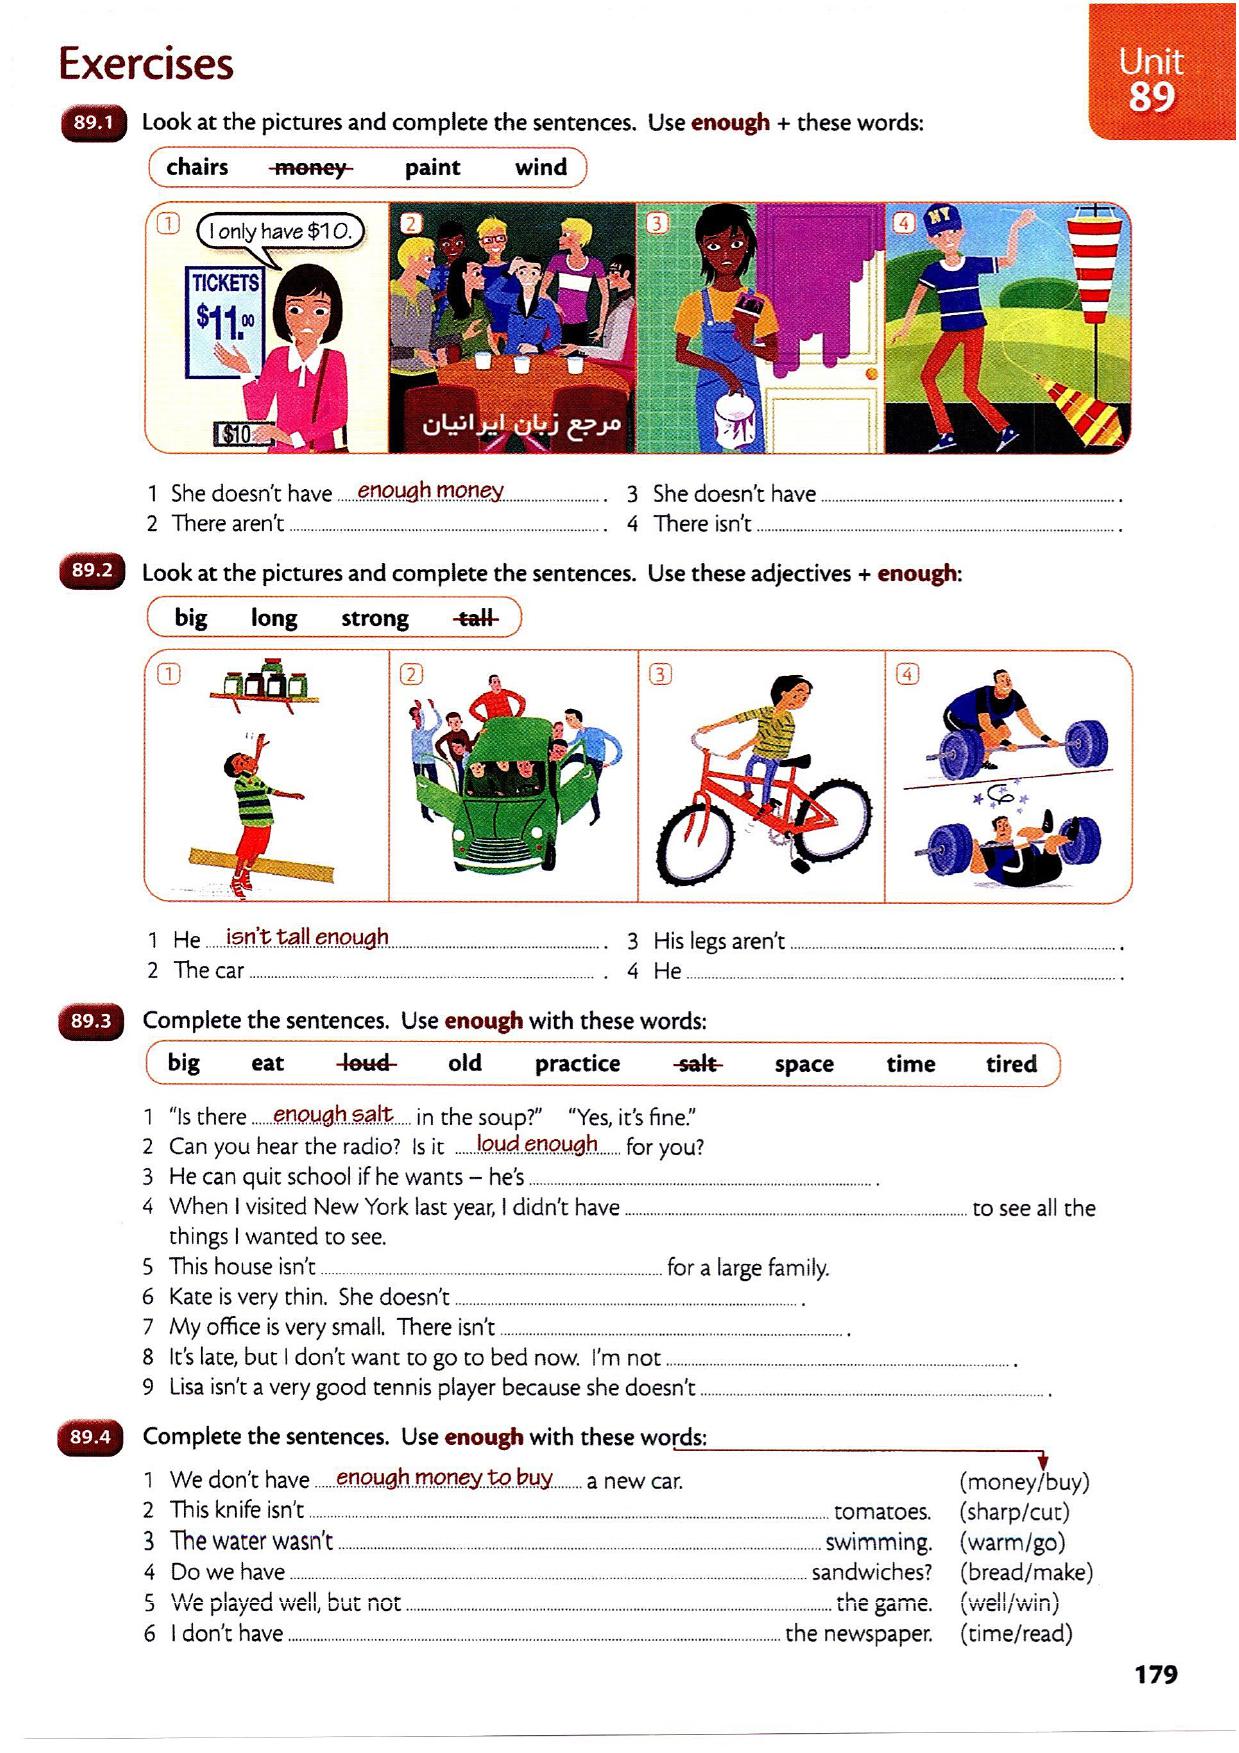 Exercises
Unit
89
89.1 Look at the pictures and complete the sentences. Use enough + these words:
chairs money paint wind
1 I only have $10.
TICKETS
$11.00
$10
2
مرجع زبان ایرانیان
3
4 NY
1 She doesn't have enough money . 3 She doesn't have .
2 There aren't . 4 There isn't .
89.2 Look at the pictures and complete the sentences. Use these adjectives + enough:
big long strong tall
1 2 3 4
1 He isn't tall enough . 3 His legs aren't .
2 The car . 4 He .
89.3 Complete the sentences. Use enough with these words:
big eat loud old practice salt space time tired
1 "Is there enough salt in the soup?" "Yes, it's fine."
2 Can you hear the radio? Is it loud enough for you?
3 He can quit school if he wants – he's .
4 When I visited New York last year, I didn't have to see all the
things I wanted to see.
5 This house isn't for a large family.
6 Kate is very thin. She doesn't .
7 My office is very small. There isn't .
8 It's late, but I don't want to go to bed now. I'm not .
9 Lisa isn't a very good tennis player because she doesn't .
89.4 Complete the sentences. Use enough with these words:
1 We don't have enough money to buy a new car. (money/buy)
2 This knife isn't tomatoes. (sharp/cut)
3 The water wasn't swimming. (warm/go)
4 Do we have sandwiches? (bread/make)
5 We played well, but not the game. (well/win)
6 I don't have the newspaper. (time/read)
179